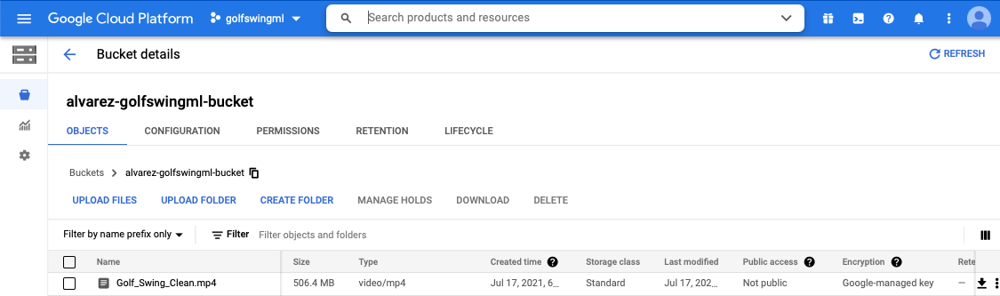 Google Cloud Platform golfswingml Search products and resources
Bucket details REFRESH
alvarez-golfswingml-bucket
OBJECTS CONFIGURATION PERMISSIONS RETENTION LIFECYCLE
Buckets > alvarez-golfswingml-bucket
UPLOAD FILES UPLOAD FOLDER CREATE FOLDER MANAGE HOLDS DOWNLOAD DELETE
Filter by name prefix only Filter Filter objects and folders
Name Size Type Created time Storage class Last modified Public access Encryption Rete
Golf_Swing_Clean.mp4 506.4 MB video/mp4 Jul 17, 2021, 6... Standard Jul 17, 202... Not public Google-managed key —